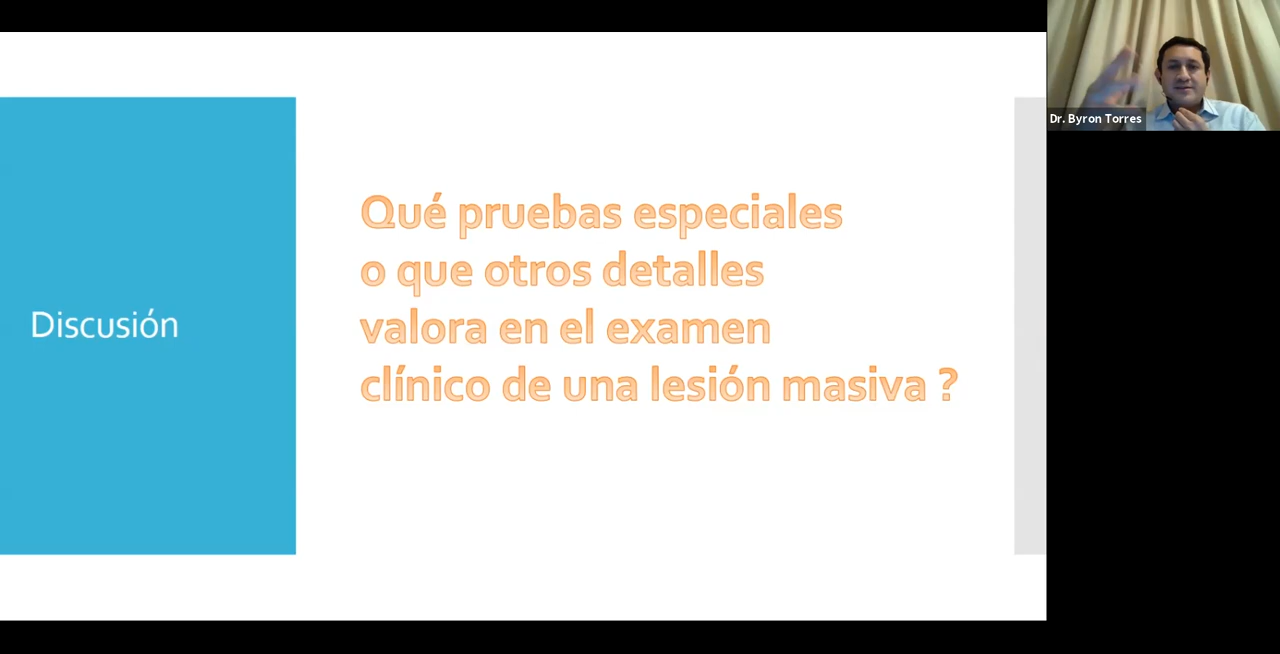 Dr. Byron Torres
Discusión
Qué pruebas especiales
o que otros detalles
valora en el examen
clínico de una lesión masiva ?